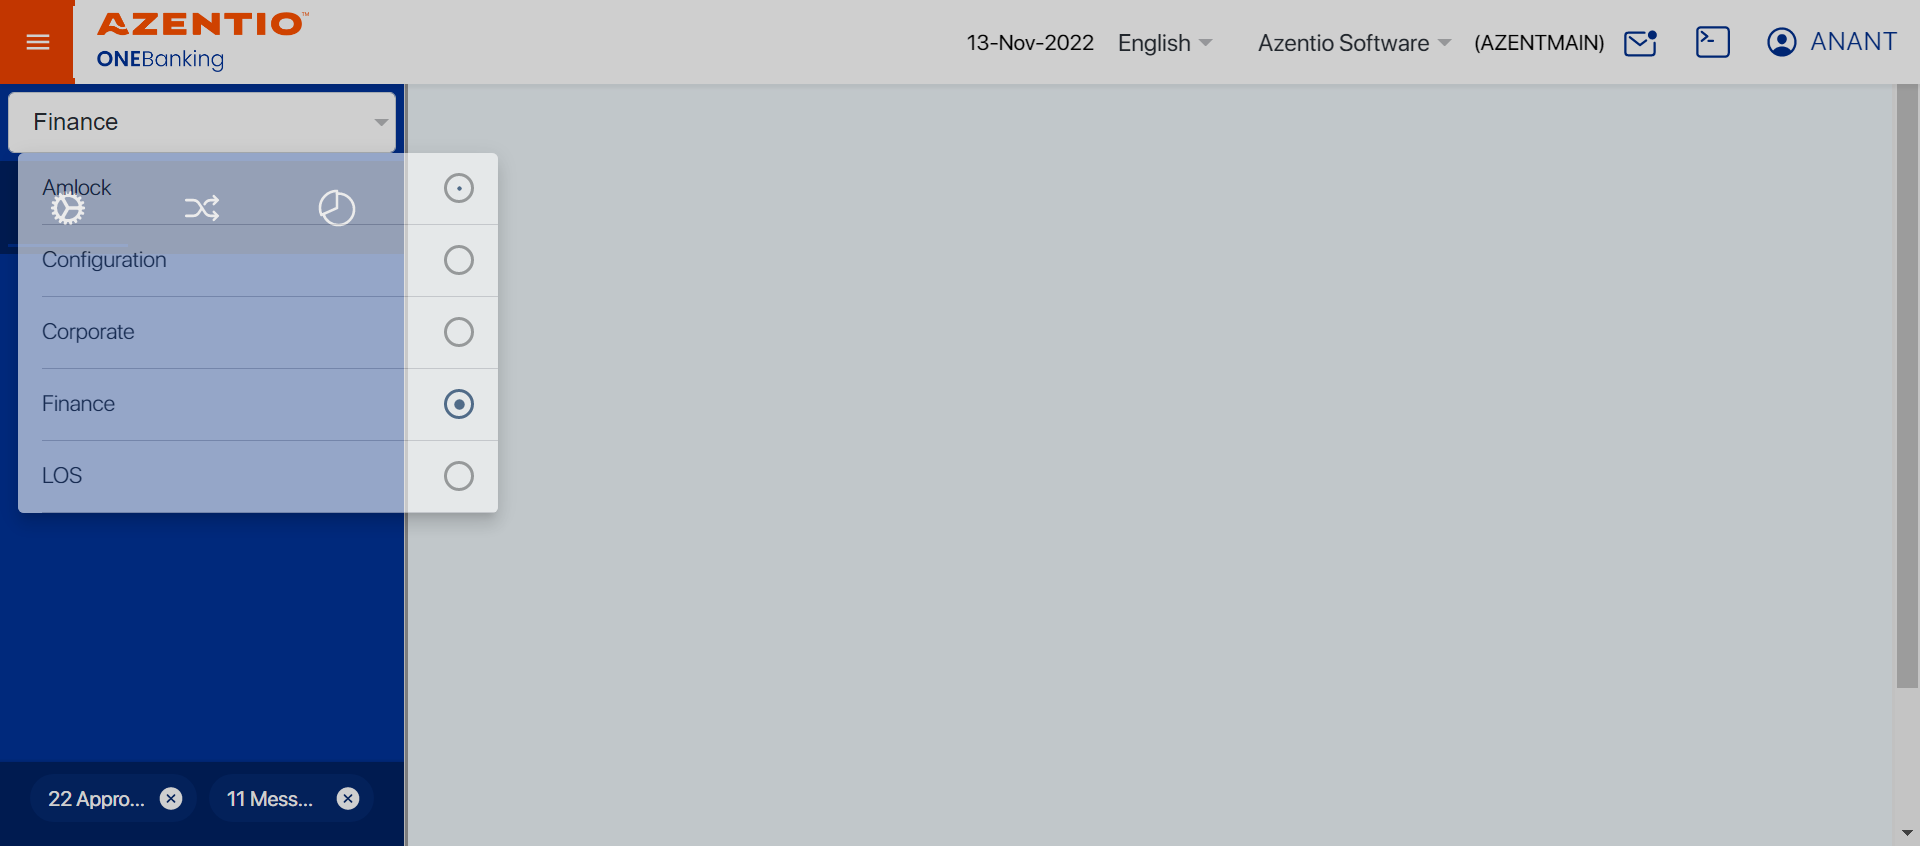 AZENTIO™
ONEBanking
13-Nov-2022 English Azentio Software (AZENTMAIN) ANANT
Finance
Amlock
Configuration
Corporate
Finance
LOS
22 Appro... 11 Mess...